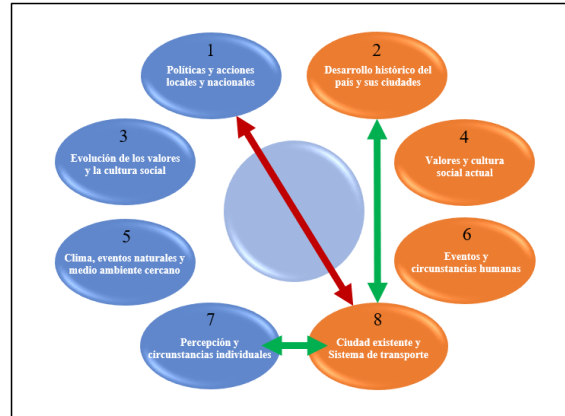 1
Políticas y acciones
locales y nacionales
2
Desarrollo histórico del
país y sus ciudades
3
Evolución de los valores
y la cultura social
4
Valores y cultura
social actual
5
Clima, eventos naturales y
medio ambiente cercano
6
Eventos y
circunstancias humanas
7
Percepción y
circunstancias individuales
8
Ciudad existente y
Sistema de transporte